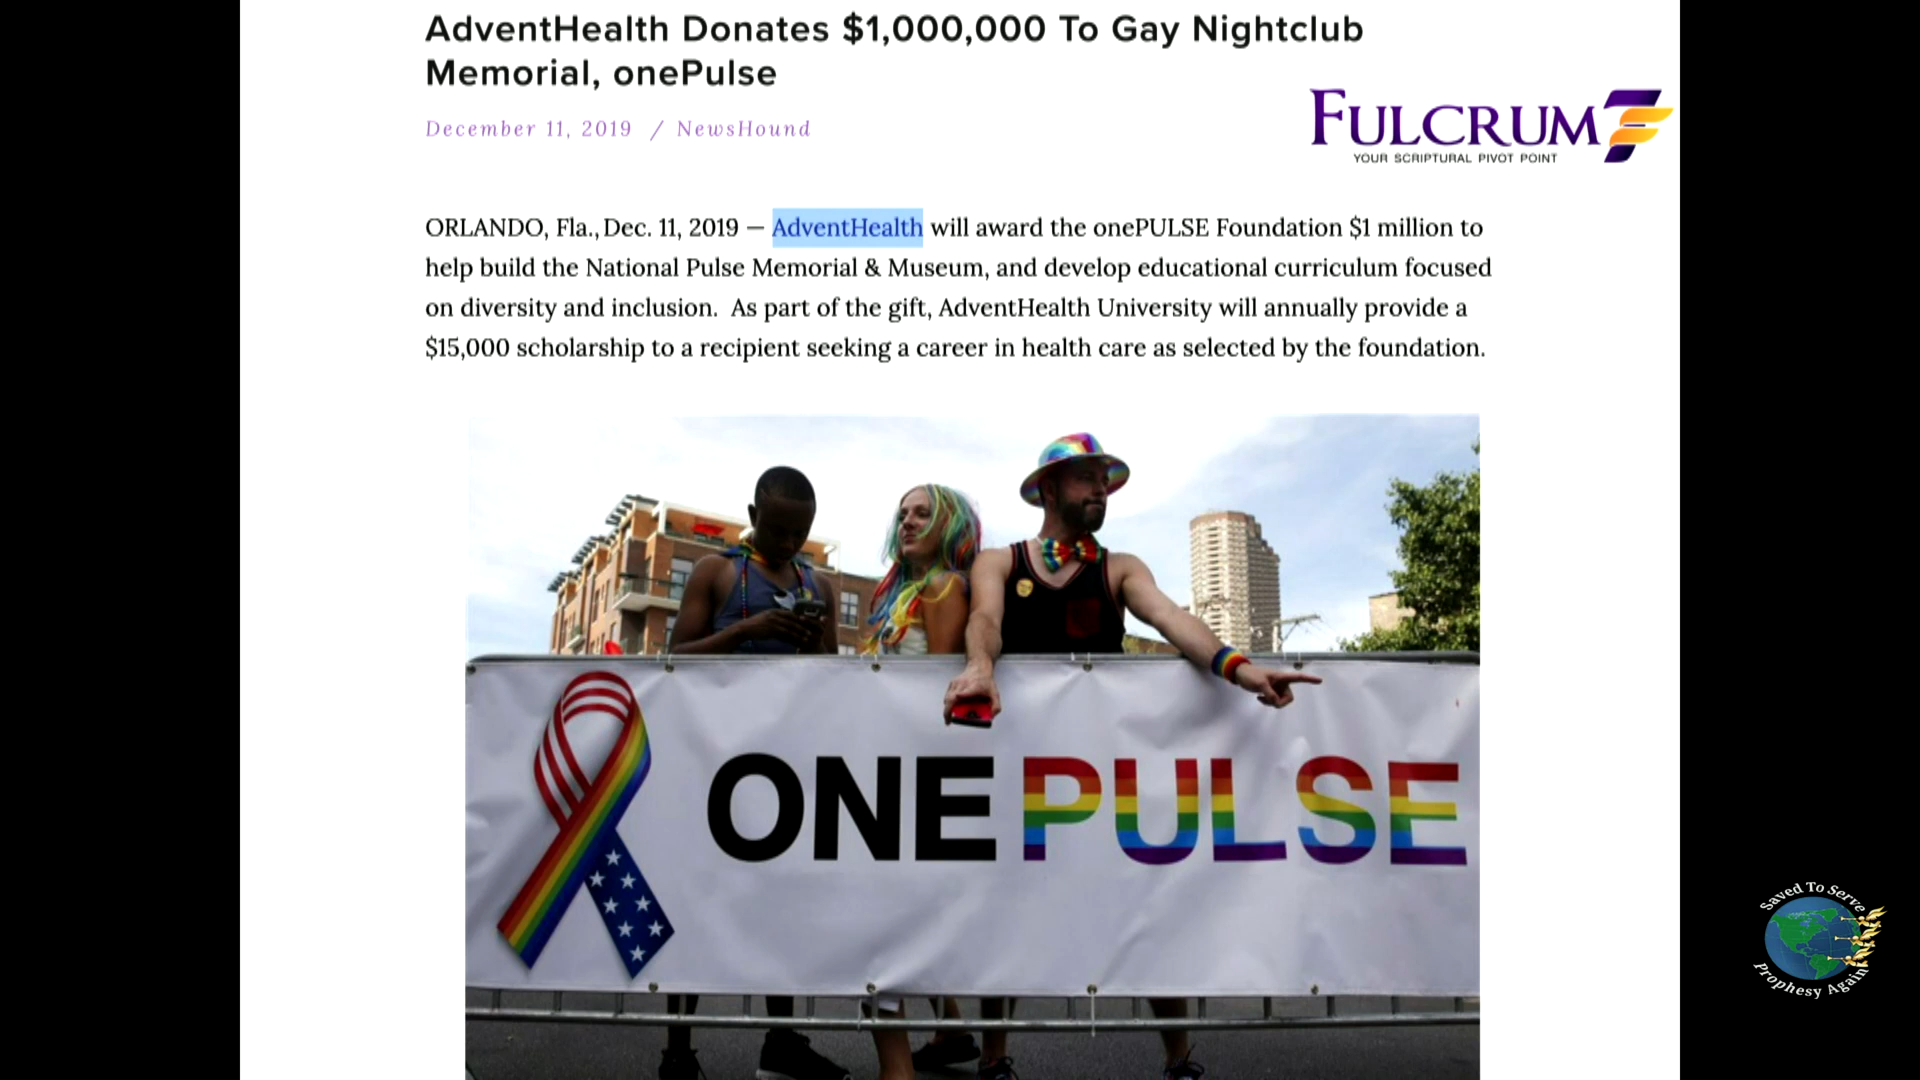 AdventHealth Donates $1,000,000 To Gay Nightclub
Memorial, onePulse
December 11, 2019 / NewsHound
FULCRUM7
YOUR SCRIPTURAL PIVOT POINT
ORLANDO, Fla., Dec. 11, 2019 — AdventHealth will award the onePULSE Foundation $1 million to
help build the National Pulse Memorial & Museum, and develop educational curriculum focused
on diversity and inclusion. As part of the gift, AdventHealth University will annually provide a
$15,000 scholarship to a recipient seeking a career in health care as selected by the foundation.
ONEPULSE
Saved To Serve
Prophesy Again